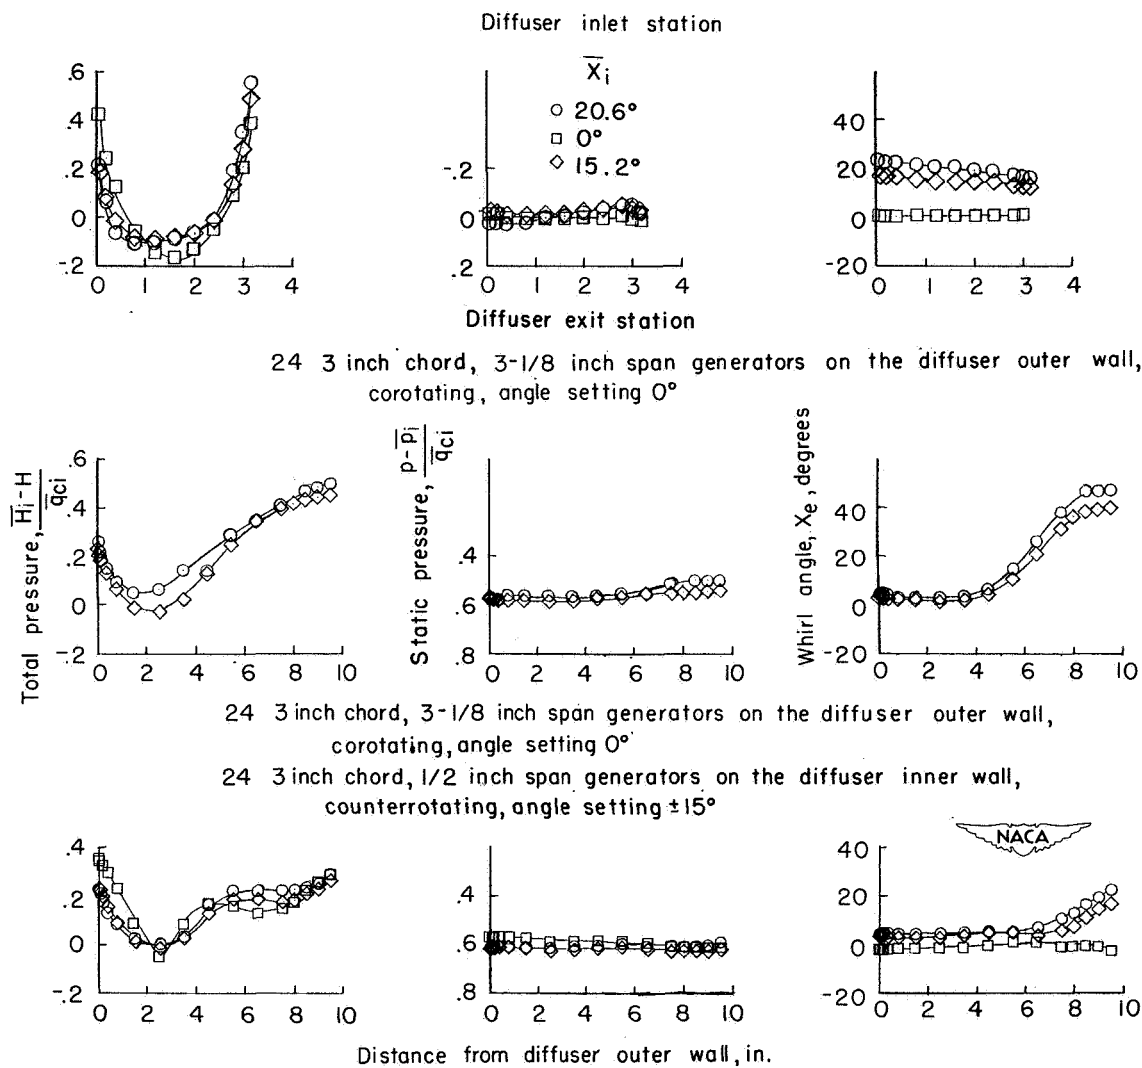 Diffuser inlet station
.6
.4
.2
0
-.2
0 1 2 3 4
X̄i
○ 20.6°
□ 0°
◇ 15.2°
-.2
0
.2
0 1 2 3 4
40
20
0
-20
0 1 2 3 4
Diffuser exit station
24 3 inch chord, 3-1/8 inch span generators on the diffuser outer wall,
corotating, angle setting 0°
Total pressure, H̄i-H / q̄ci
.6
.4
.2
0
-.2
0 2 4 6 8 10
Static pressure, p-p̄i / q̄ci
.4
.6
.8
0 2 4 6 8 10
Whirl angle, Xe, degrees
40
20
0
-20
0 2 4 6 8 10
24 3 inch chord, 3-1/8 inch span generators on the diffuser outer wall,
corotating, angle setting 0°
24 3 inch chord, 1/2 inch span generators on the diffuser inner wall,
counterrotating, angle setting ±15°
.4
.2
0
-.2
0 2 4 6 8 10
.2
.6
.8
0 2 4 6 8 10
NACA
40
20
0
-20
0 2 4 6 8 10
Distance from diffuser outer wall, in.